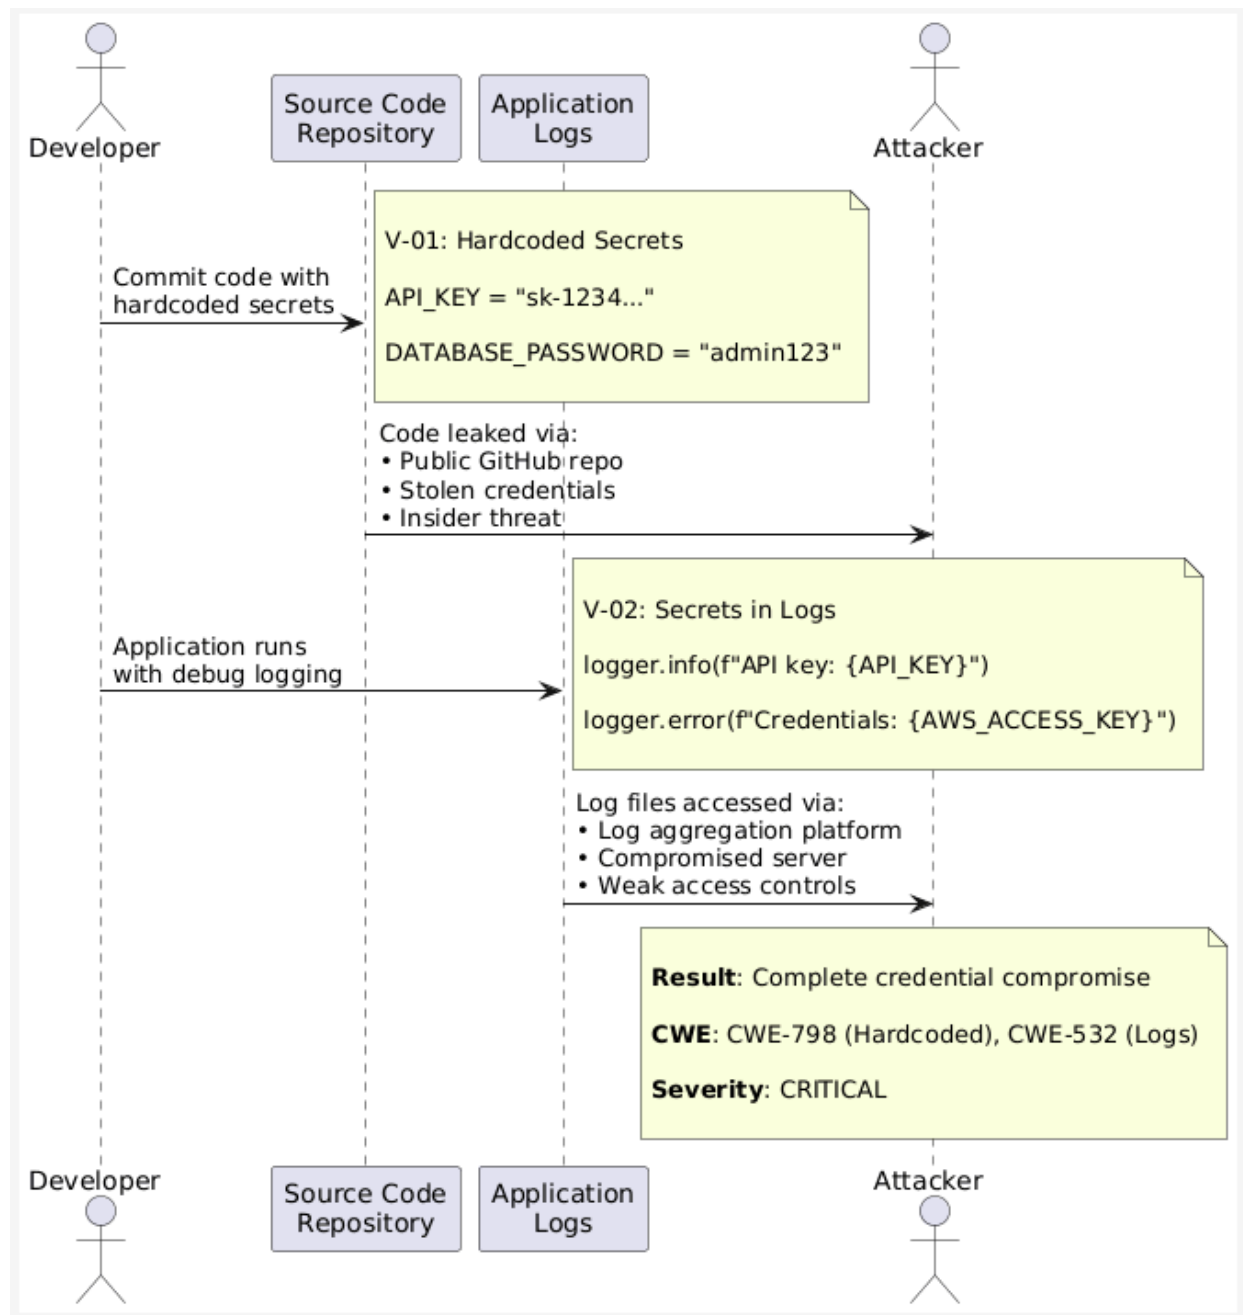 Developer
Source Code
Repository
Application
Logs
Attacker
V-01: Hardcoded Secrets
API_KEY = "sk-1234..."
DATABASE_PASSWORD = "admin123"
Commit code with
hardcoded secrets
Code leaked via:
• Public GitHub repo
• Stolen credentials
• Insider threat
V-02: Secrets in Logs
logger.info(f"API key: {API_KEY}")
logger.error(f"Credentials: {AWS_ACCESS_KEY}")
Application runs
with debug logging
Log files accessed via:
• Log aggregation platform
• Compromised server
• Weak access controls
Result: Complete credential compromise
CWE: CWE-798 (Hardcoded), CWE-532 (Logs)
Severity: CRITICAL
Developer
Source Code
Repository
Application
Logs
Attacker